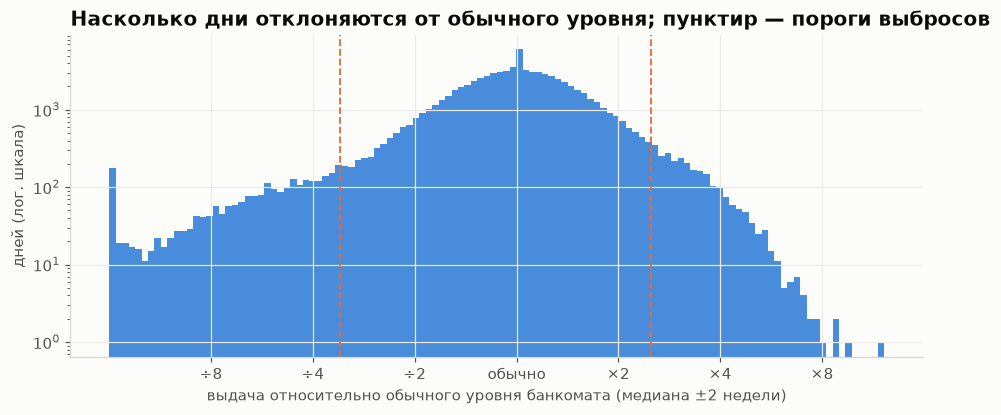 Насколько дни отклоняются от обычного уровня; пунктир — пороги выбросов
дней (лог. шкала)
10³
10²
10¹
10⁰
÷8 ÷4 ÷2 обычно ×2 ×4 ×8
выдача относительно обычного уровня банкомата (медиана ±2 недели)